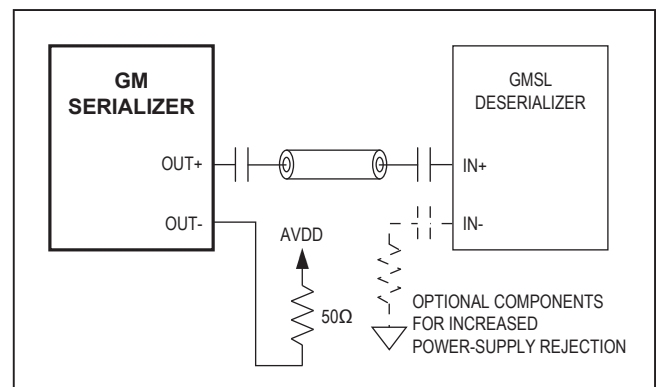 GM
SERIALIZER
GMSL
DESERIALIZER
OUT+
IN+
OUT-
IN-
AVDD
50Ω
OPTIONAL COMPONENTS
FOR INCREASED
POWER-SUPPLY REJECTION